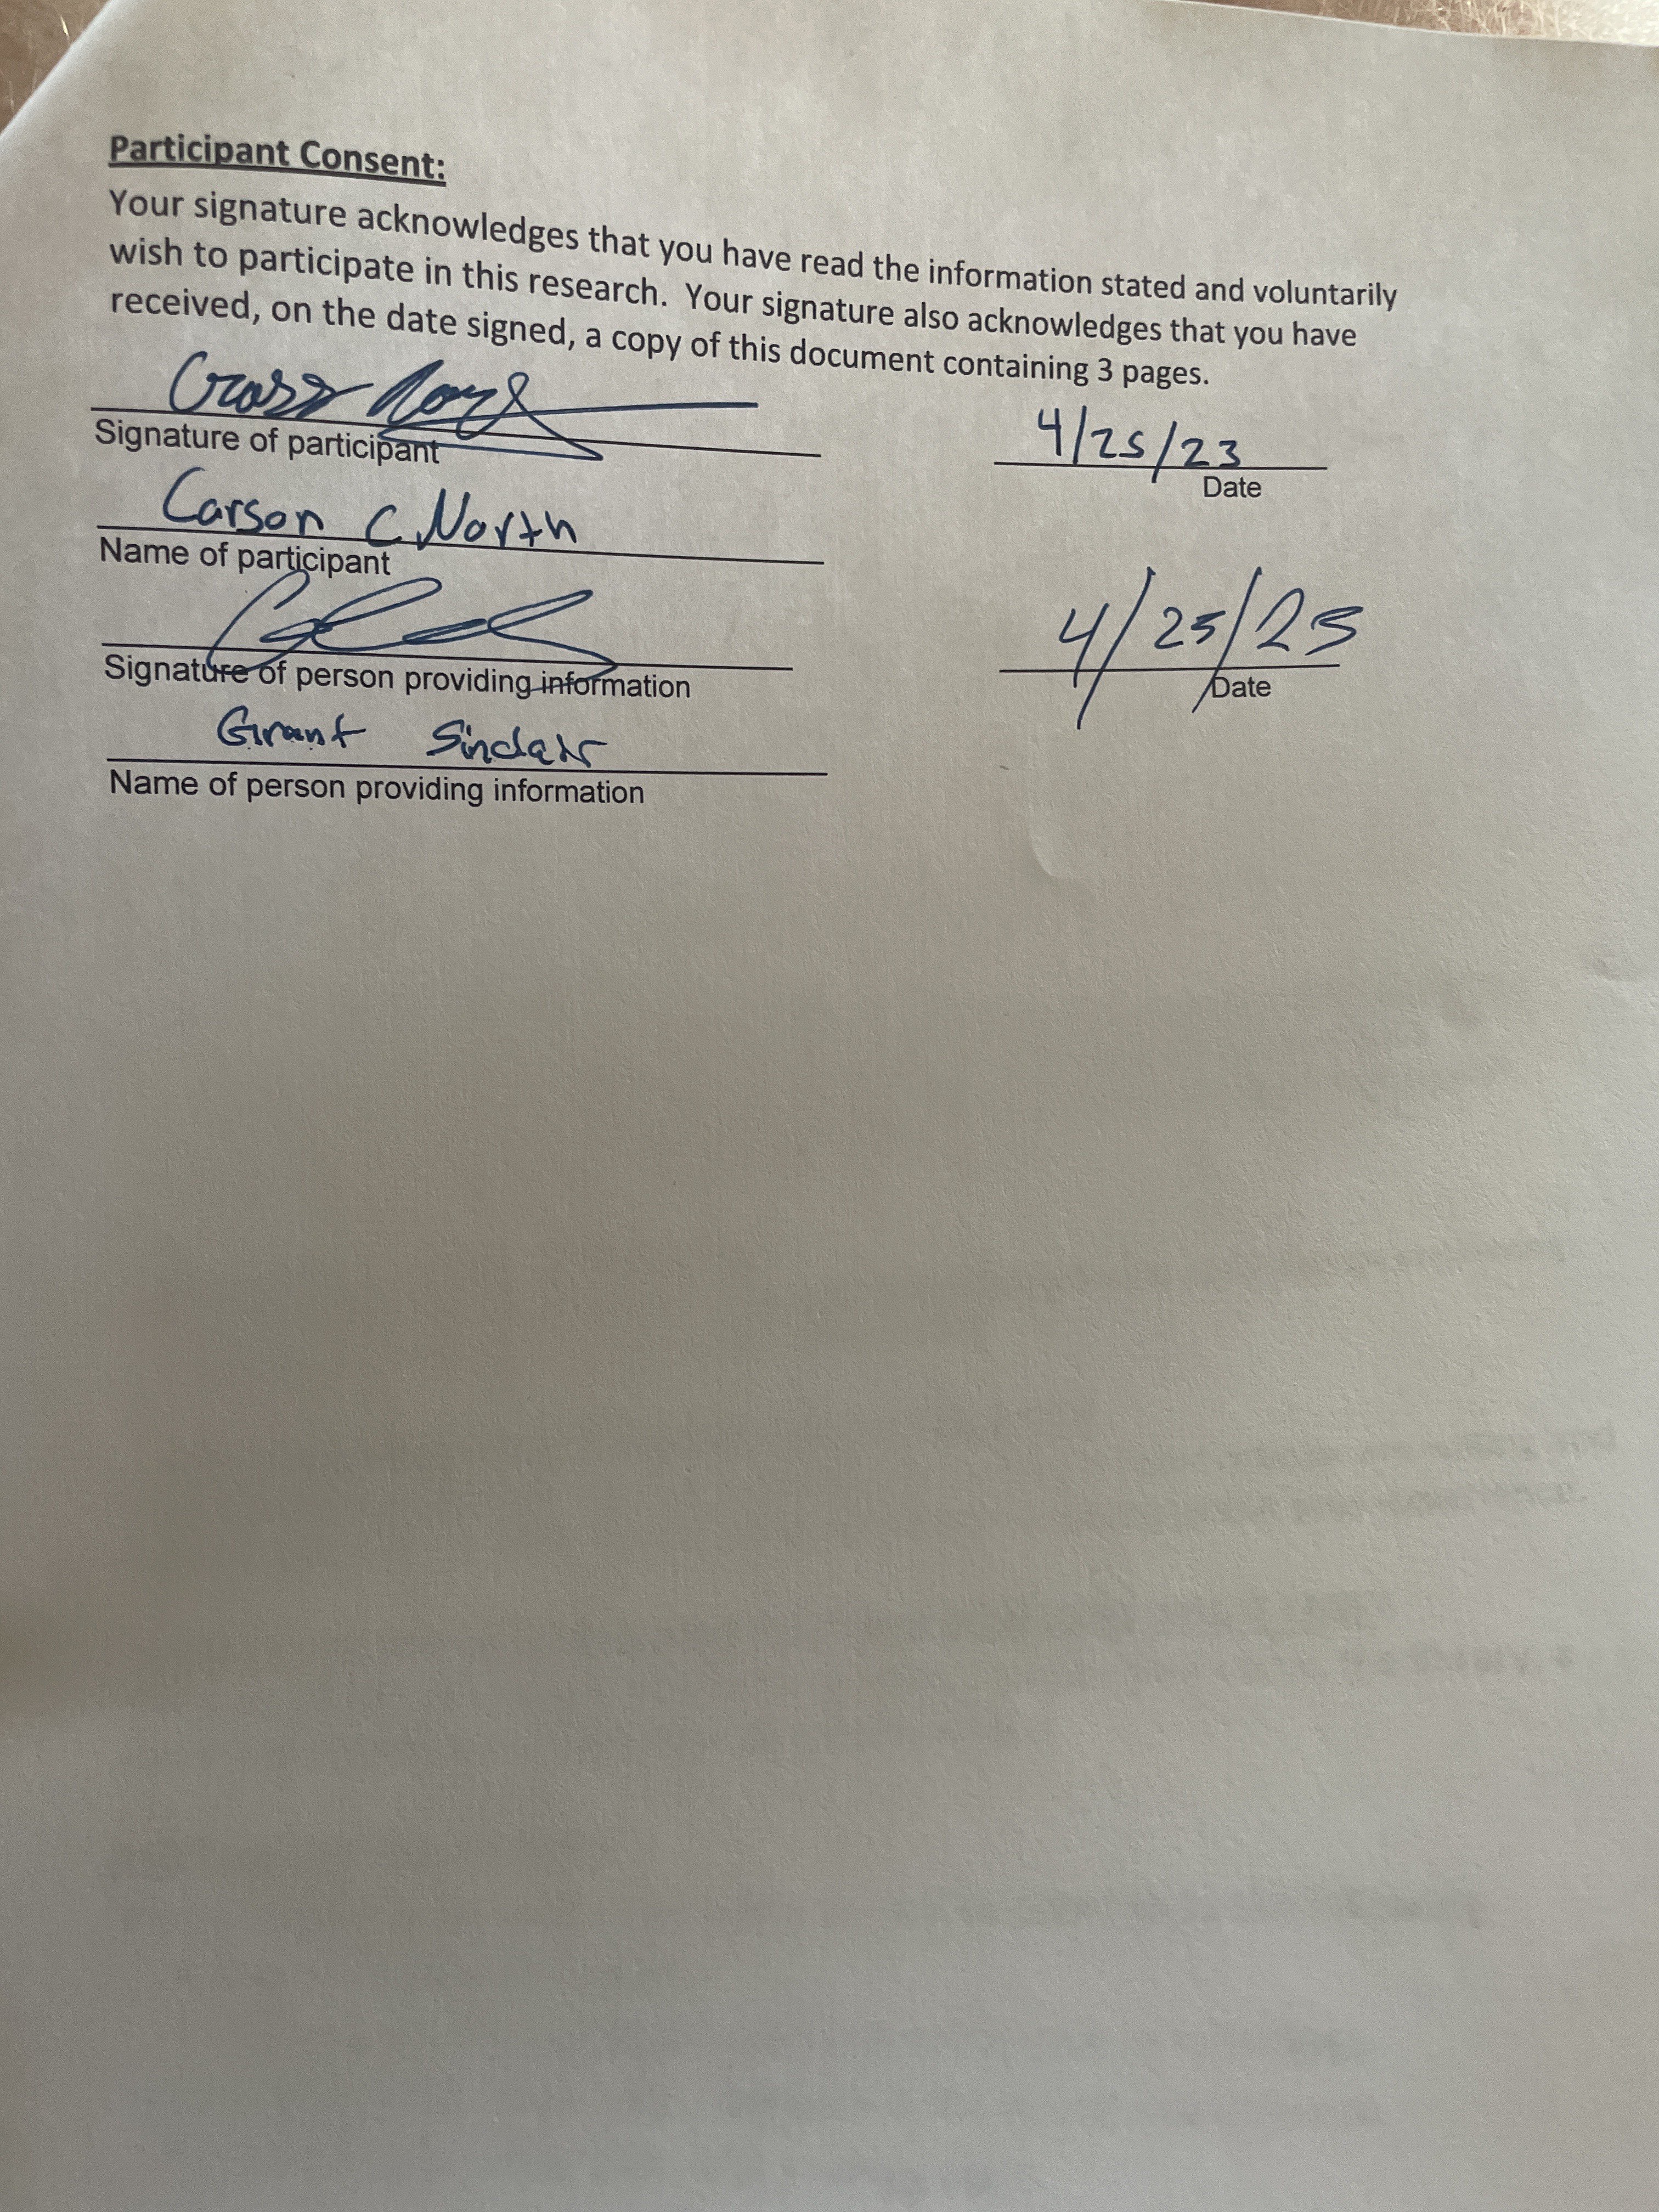 Participant Consent:
Your signature acknowledges that you have read the information stated and voluntarily
wish to participate in this research. Your signature also acknowledges that you have
received, on the date signed, a copy of this document containing 3 pages.
4/25/23
Signature of participant
Date
Carson C North
Name of participant
4/25/23
Signature of person providing information
Date
Grant Sinclair
Name of person providing information